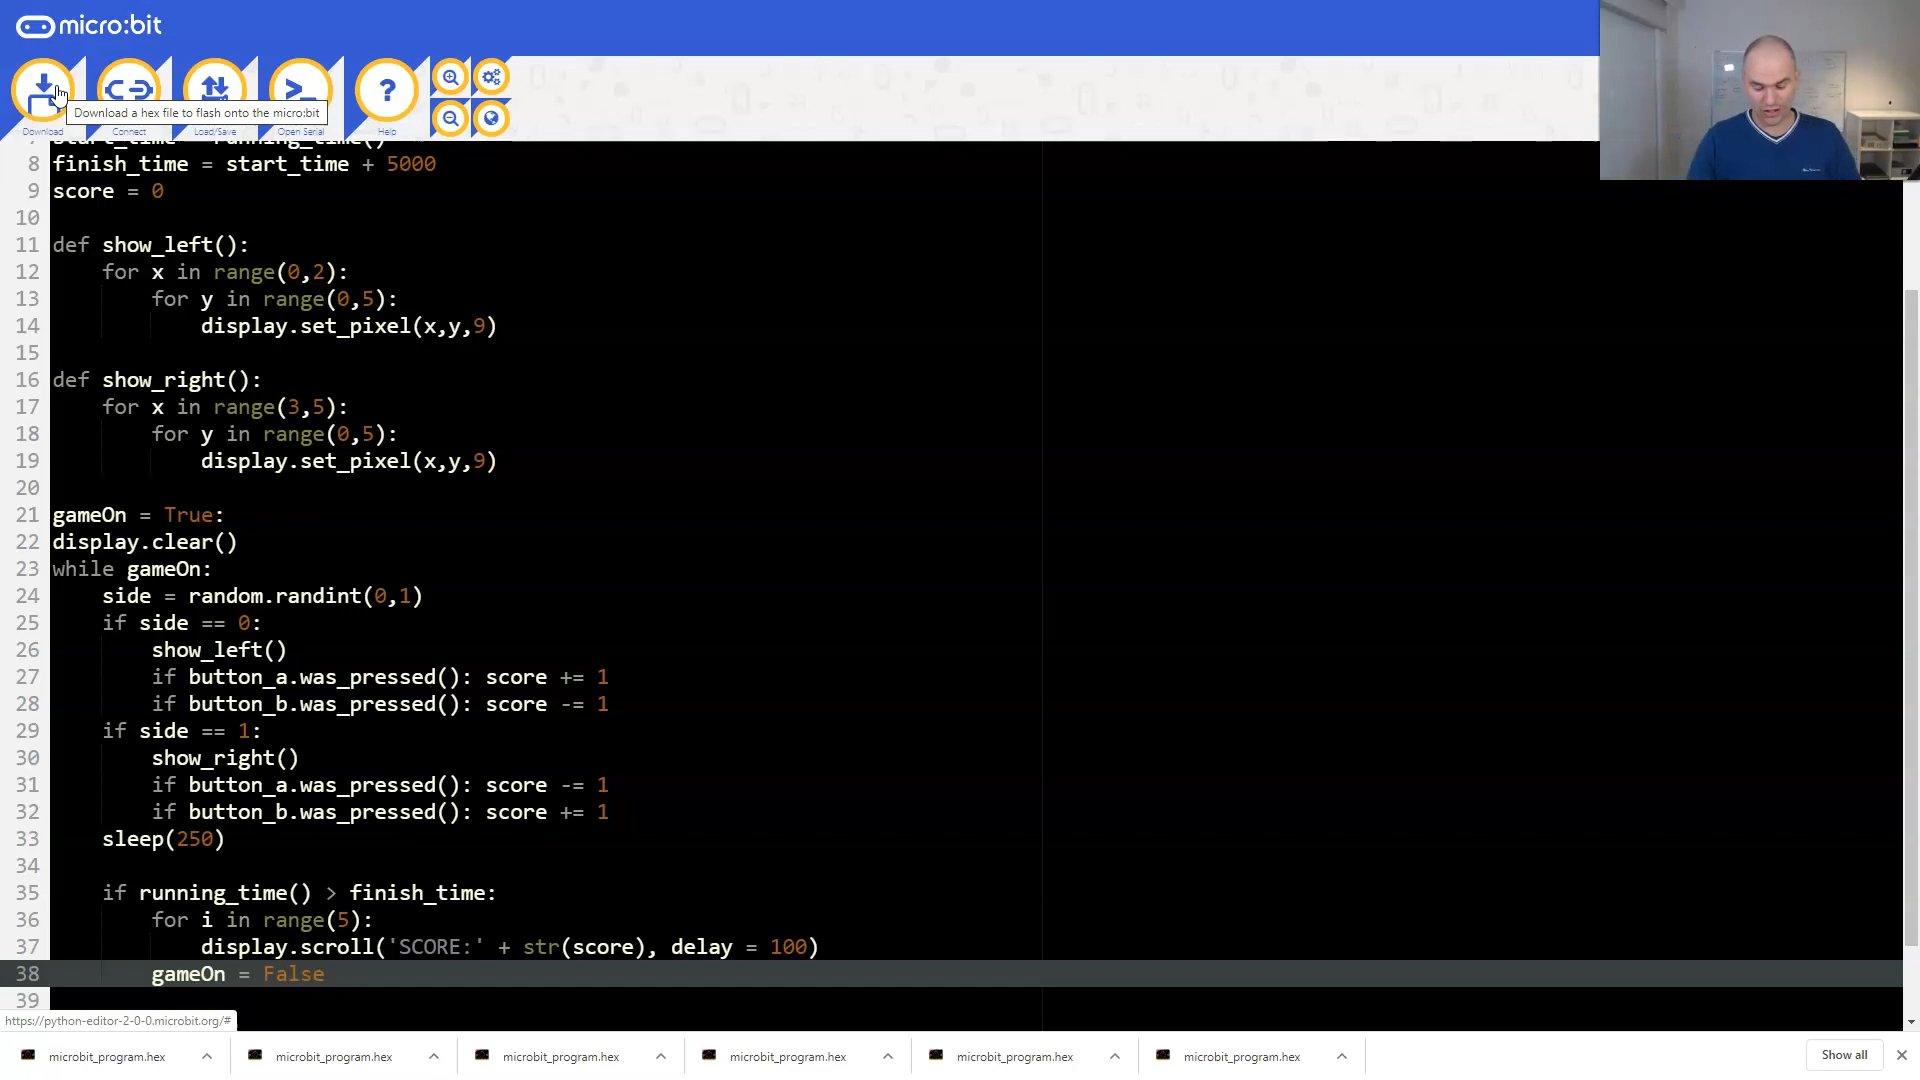 micro:bit
Download a hex file to flash onto the micro:bit
Download
Connect
Load/Save
Open Serial
Help
start_time = running_time()
8 finish_time = start_time + 5000
9 score = 0
10
11 def show_left():
12 for x in range(0,2):
13 for y in range(0,5):
14 display.set_pixel(x,y,9)
15
16 def show_right():
17 for x in range(3,5):
18 for y in range(0,5):
19 display.set_pixel(x,y,9)
20
21 gameOn = True:
22 display.clear()
23 while gameOn:
24 side = random.randint(0,1)
25 if side == 0:
26 show_left()
27 if button_a.was_pressed(): score += 1
28 if button_b.was_pressed(): score -= 1
29 if side == 1:
30 show_right()
31 if button_a.was_pressed(): score -= 1
32 if button_b.was_pressed(): score += 1
33 sleep(250)
34
35 if running_time() > finish_time:
36 for i in range(5):
37 display.scroll('SCORE:' + str(score), delay = 100)
38 gameOn = False
39
https://python-editor-2-0-0.microbit.org/#
microbit_program.hex
microbit_program.hex
microbit_program.hex
microbit_program.hex
microbit_program.hex
microbit_program.hex
Show all